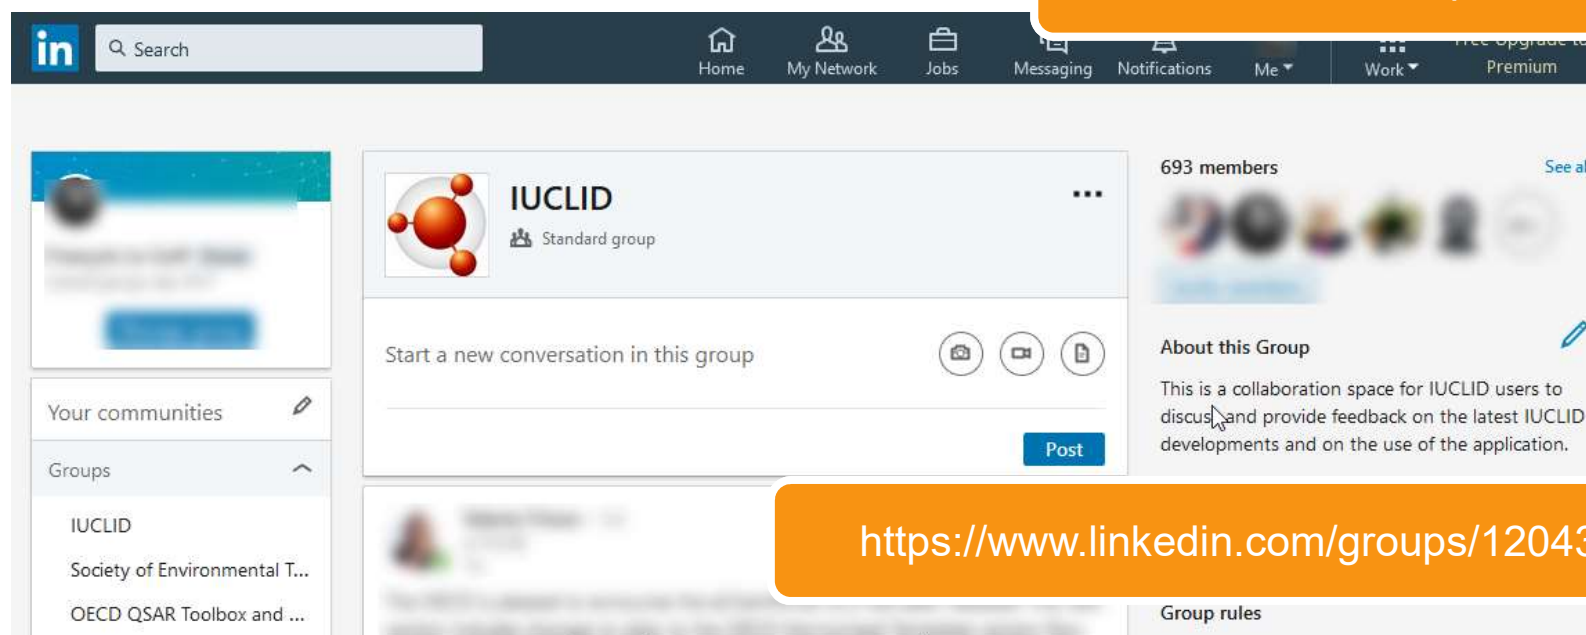 in
Search
Home
My Network
Jobs
Messaging
Notifications
Me
Work
Premium
IUCLID
Standard group
693 members
See
Start a new conversation in this group
About this Group
This is a collaboration space for IUCLID users to
and provide feedback on the latest IUCLID
developments and on the use of the application.
Post
Your communities
Groups
IUCLID
Society of Environmental T...
OECD QSAR Toolbox and ...
https://www.linkedin.com/groups/12043
Group rules